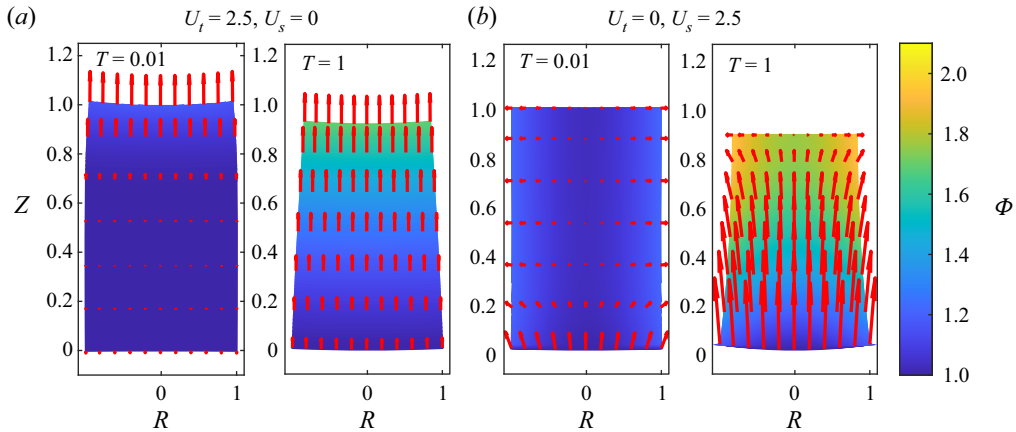 (a) U_t = 2.5, U_s = 0 (b) U_t = 0, U_s = 2.5
1.2 T = 0.01 1.2 T = 1 1.2 T = 0.01 1.2 T = 1
1.0 1.0 1.0 1.0 2.0
0.8 0.8 0.8 0.8 1.8
Z 0.6 0.6 0.6 0.6 1.6 Φ
0.4 0.4 0.4 0.4 1.4
0.2 0.2 0.2 0.2 1.2
0 0 0 0 1.0
0 1 0 1 0 1 0 1
R R R R